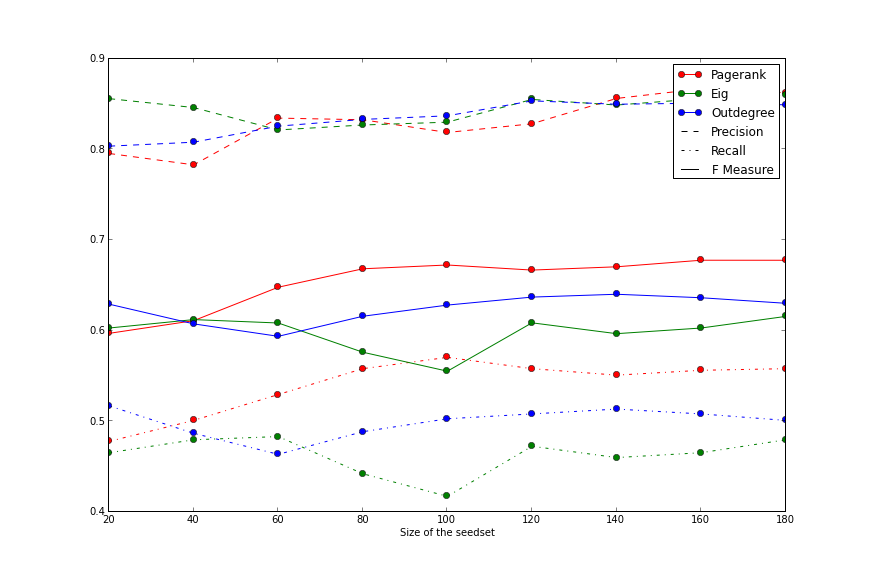 0.9
0.8
0.7
0.6
0.5
0.4
20 40 60 80 100 120 140 160 180
Size of the seedset
Pagerank
Eig
Outdegree
Precision
Recall
F Measure